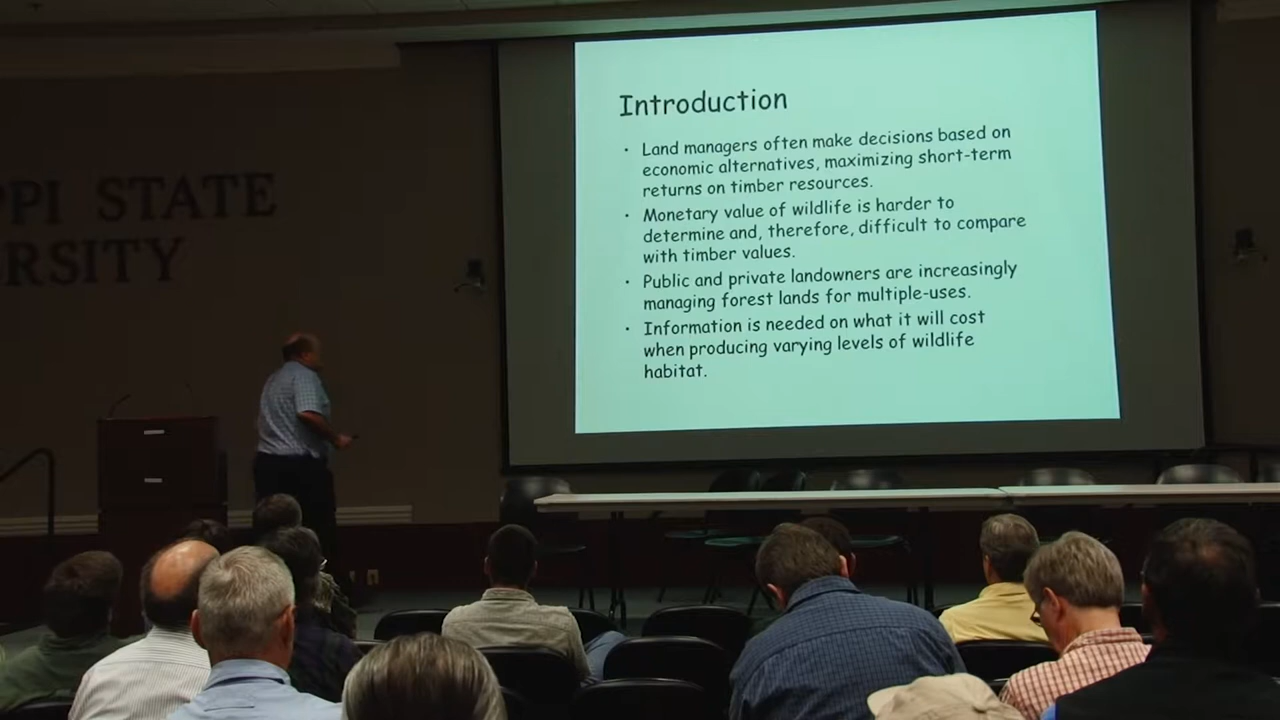 PPI STATE
RSITY
Introduction
• Land managers often make decisions based on
economic alternatives, maximizing short-term
returns on timber resources.
• Monetary value of wildlife is harder to
determine and, therefore, difficult to compare
with timber values.
• Public and private landowners are increasingly
managing forest lands for multiple-uses.
• Information is needed on what it will cost
when producing varying levels of wildlife
habitat.